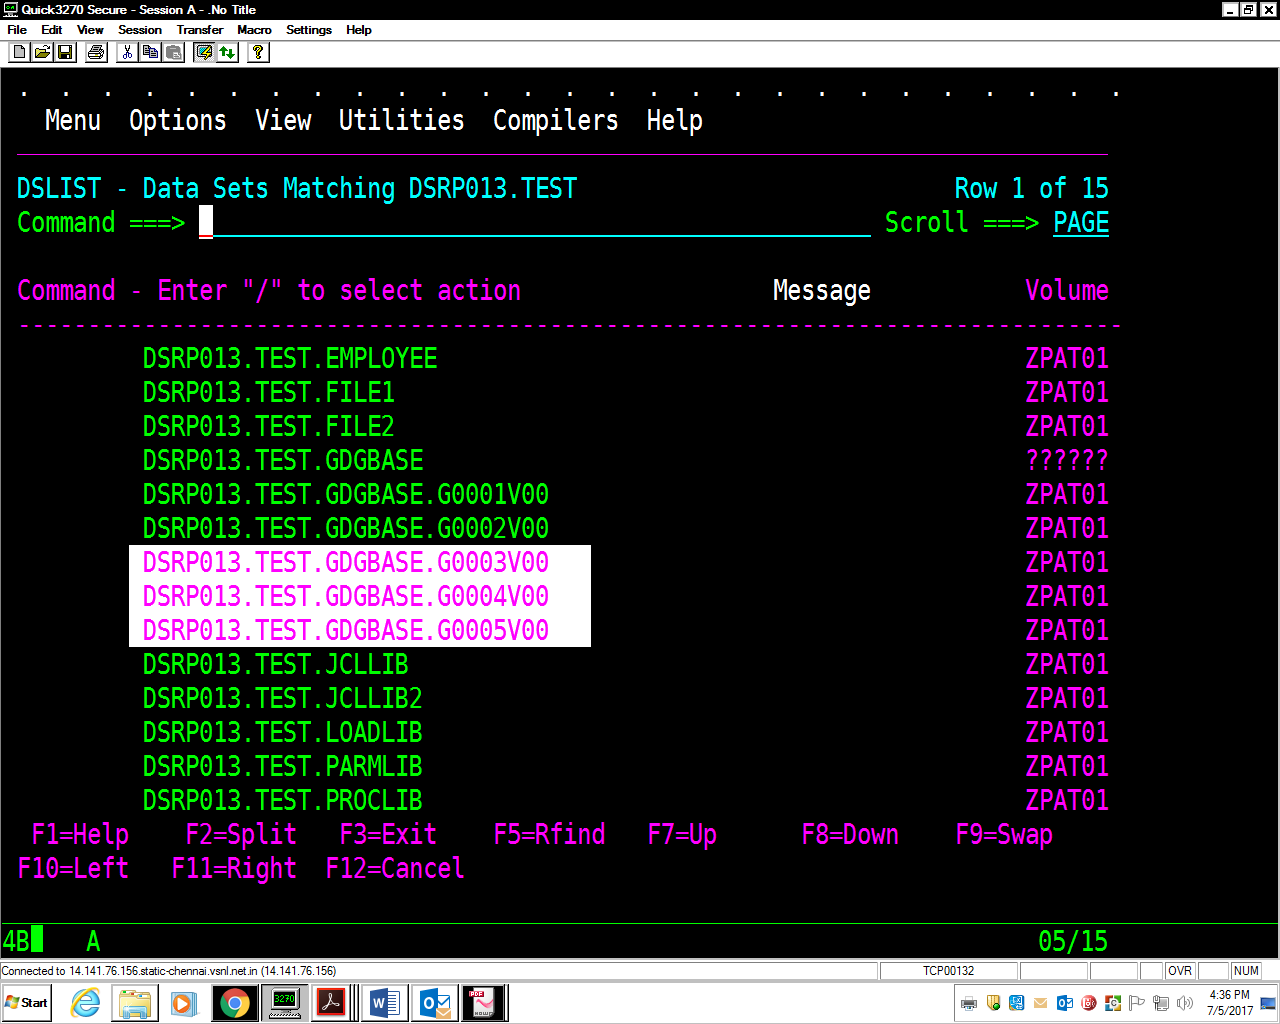 Quick3270 Secure - Session A - .No Title
File Edit View Session Transfer Macro Settings Help
. . . . . . . . . . . . . . . . . . . . . . . . . . .
Menu Options View Utilities Compilers Help
DSLIST - Data Sets Matching DSRP013.TEST Row 1 of 15
Command ===> Scroll ===> PAGE
Command - Enter "/" to select action Message Volume
-------------------------------------------------------------------------------
DSRP013.TEST.EMPLOYEE ZPAT01
DSRP013.TEST.FILE1 ZPAT01
DSRP013.TEST.FILE2 ZPAT01
DSRP013.TEST.GDGBASE ??????
DSRP013.TEST.GDGBASE.G0001V00 ZPAT01
DSRP013.TEST.GDGBASE.G0002V00 ZPAT01
DSRP013.TEST.GDGBASE.G0003V00 ZPAT01
DSRP013.TEST.GDGBASE.G0004V00 ZPAT01
DSRP013.TEST.GDGBASE.G0005V00 ZPAT01
DSRP013.TEST.JCLLIB ZPAT01
DSRP013.TEST.JCLLIB2 ZPAT01
DSRP013.TEST.LOADLIB ZPAT01
DSRP013.TEST.PARMLIB ZPAT01
DSRP013.TEST.PROCLIB ZPAT01
F1=Help F2=Split F3=Exit F5=Rfind F7=Up F8=Down F9=Swap
F10=Left F11=Right F12=Cancel
4B A 05/15
Connected to 14.141.76.156.static-chennai.vsnl.net.in (14.141.76.156) TCP00132 OVR NUM
Start 3270 4:36 PM
7/5/2017